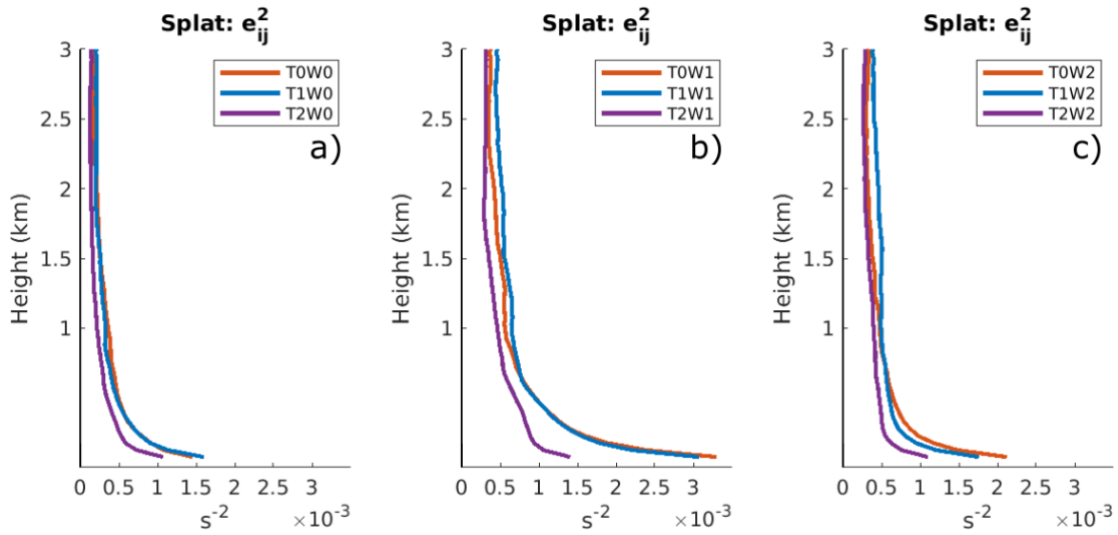 Splat: e²ᵢⱼ
3
2.5
2
1.5
1
Height (km)
T0W0
T1W0
T2W0
a)
0 0.5 1 1.5 2 2.5 3
s⁻² ×10⁻³
Splat: e²ᵢⱼ
3
2.5
2
1.5
1
Height (km)
T0W1
T1W1
T2W1
b)
0 0.5 1 1.5 2 2.5 3
s⁻² ×10⁻³
Splat: e²ᵢⱼ
3
2.5
2
1.5
1
Height (km)
T0W2
T1W2
T2W2
c)
0 0.5 1 1.5 2 2.5 3
s⁻² ×10⁻³